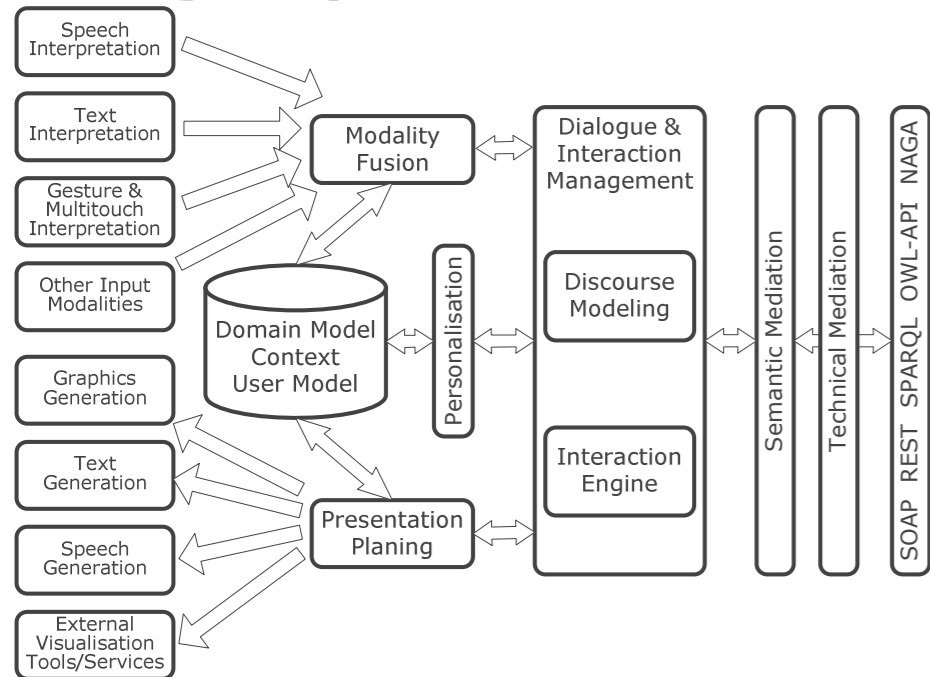 Speech
Interpretation
Text
Interpretation
Gesture &
Multitouch
Interpretation
Other Input
Modalities
Graphics
Generation
Text
Generation
Speech
Generation
External
Visualisation
Tools/Services
Modality
Fusion
Domain Model
Context
User Model
Presentation
Planing
Personalisation
Dialogue &
Interaction
Management
Discourse
Modeling
Interaction
Engine
Semantic Mediation
Technical Mediation
SOAP REST SPARQL OWL-API NAGA